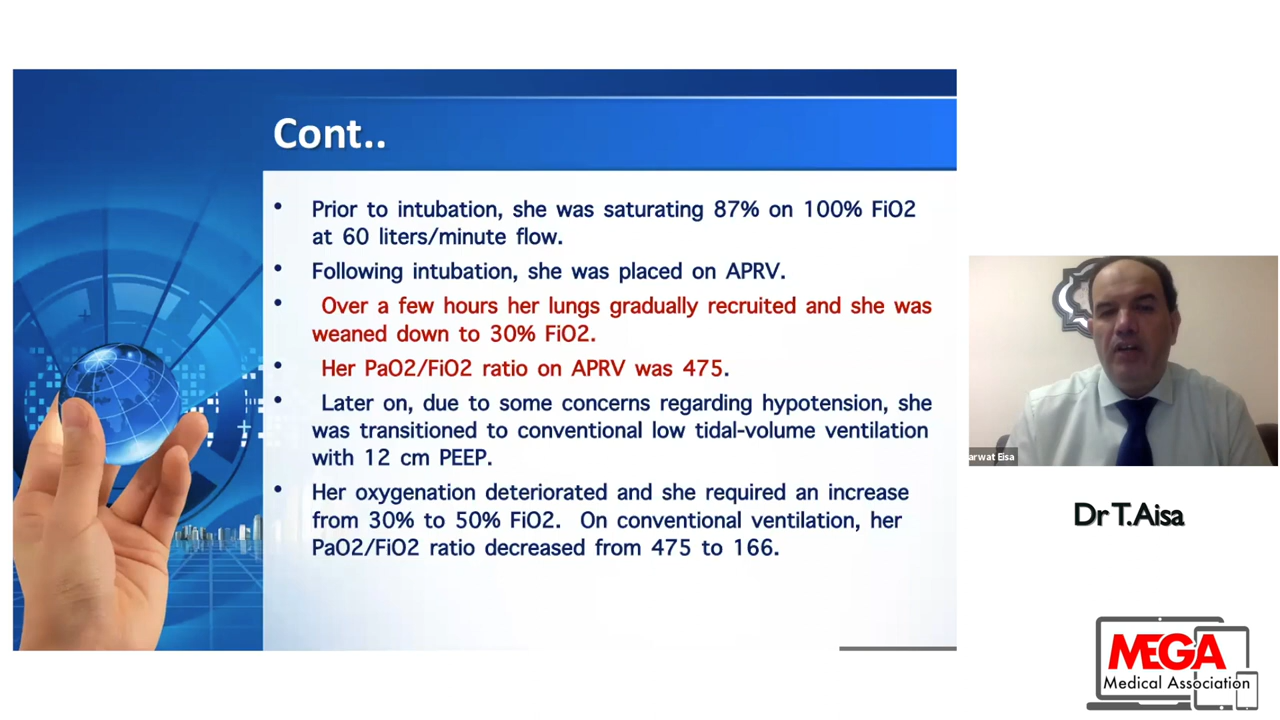 Cont..
• Prior to intubation, she was saturating 87% on 100% FiO2
at 60 liters/minute flow.
• Following intubation, she was placed on APRV.
• Over a few hours her lungs gradually recruited and she was
weaned down to 30% FiO2.
• Her PaO2/FiO2 ratio on APRV was 475.
• Later on, due to some concerns regarding hypotension, she
was transitioned to conventional low tidal-volume ventilation
with 12 cm PEEP.
• Her oxygenation deteriorated and she required an increase
from 30% to 50% FiO2. On conventional ventilation, her
PaO2/FiO2 ratio decreased from 475 to 166.
arwat Eisa
Dr T.Aisa
MEGA
Medical Association